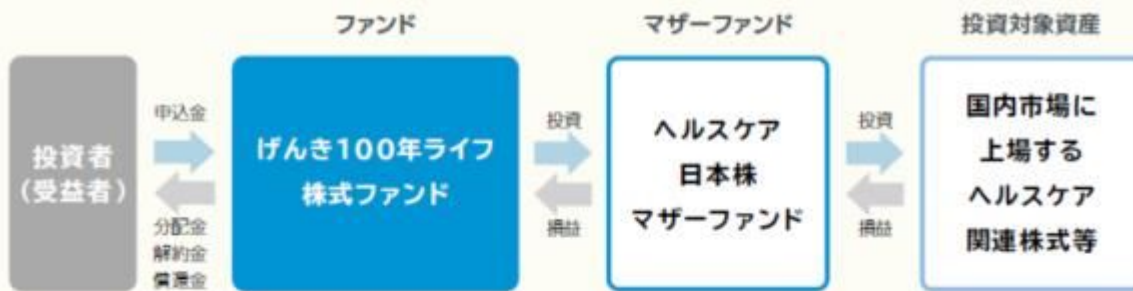 ファンド
マザーファンド
投資対象資産
投資者
(受益者)
申込金
分配金
解約金
償還金
げんき100年ライフ
株式ファンド
投資
損益
ヘルスケア
日本株
マザーファンド
投資
損益
国内市場に
上場する
ヘルスケア
関連株式等